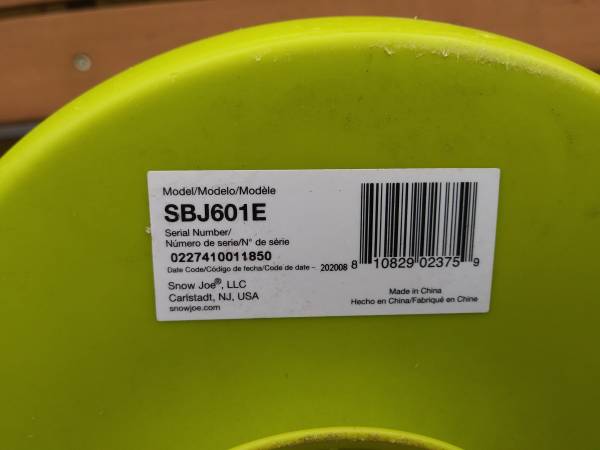 Model/Modelo/Modèle
SBJ601E
Serial Number/
Número de serie/N° de série
0227410011850
Date Code/Código de fecha/Code de date – 202008
Snow Joe®, LLC
Carlstadt, NJ, USA
snowjoe.com
8 10829 02375 9
Made in China
Hecho en China/Fabriqué en Chine